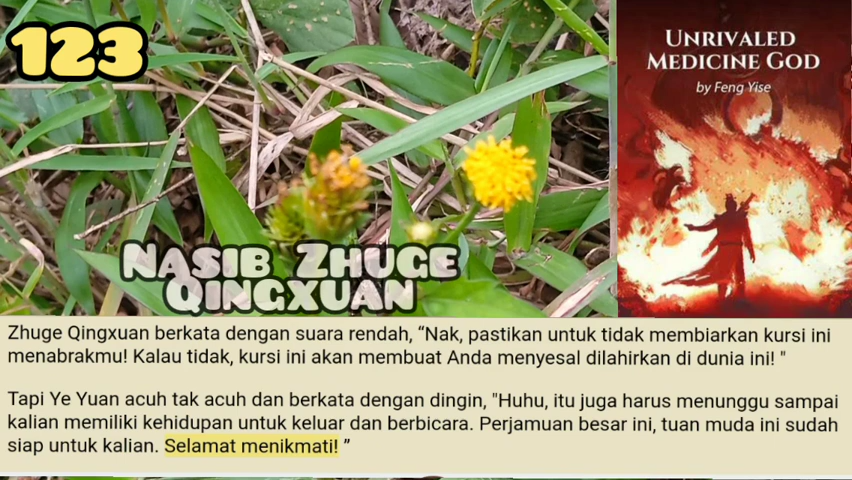 123
UNRIVALED
MEDICINE GOD
by Feng Yise
NASIB ZHUGE
QINGXUAN
Zhuge Qingxuan berkata dengan suara rendah, “Nak, pastikan untuk tidak membiarkan kursi ini
menabrakmu! Kalau tidak, kursi ini akan membuat Anda menyesal dilahirkan di dunia ini! "
Tapi Ye Yuan acuh tak acuh dan berkata dengan dingin, "Huhu, itu juga harus menunggu sampai
kalian memiliki kehidupan untuk keluar dan berbicara. Perjamuan besar ini, tuan muda ini sudah
siap untuk kalian. Selamat menikmati! ”